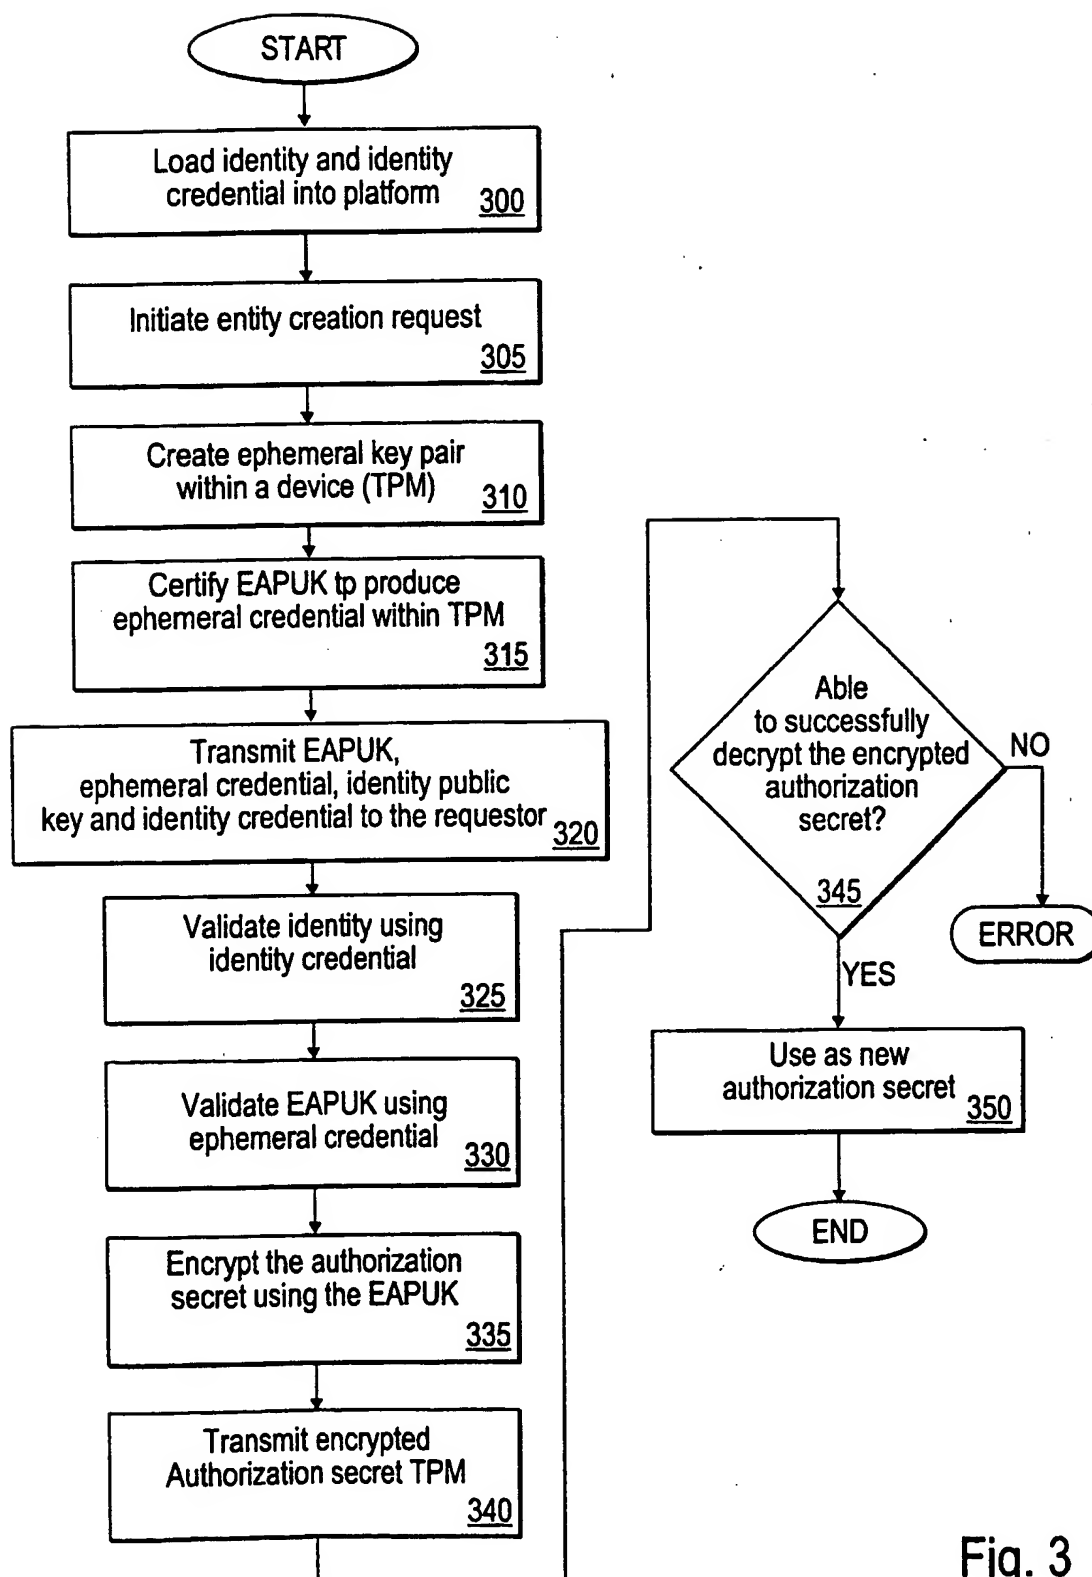 START
Load identity and identity
credential into platform
300
Initiate entity creation request
305
Create ephemeral key pair
within a device (TPM)
310
Certify EAPUK tp produce
ephemeral credential within TPM
315
Transmit EAPUK,
ephemeral credential, identity public
key and identity credential to the requestor
320
Validate identity using
identity credential
325
Validate EAPUK using
ephemeral credential
330
Encrypt the authorization
secret using the EAPUK
335
Transmit encrypted
Authorization secret TPM
340
Able
to successfully
decrypt the encrypted
authorization
secret?
345
NO
ERROR
YES
Use as new
authorization secret
350
END
Fig. 3